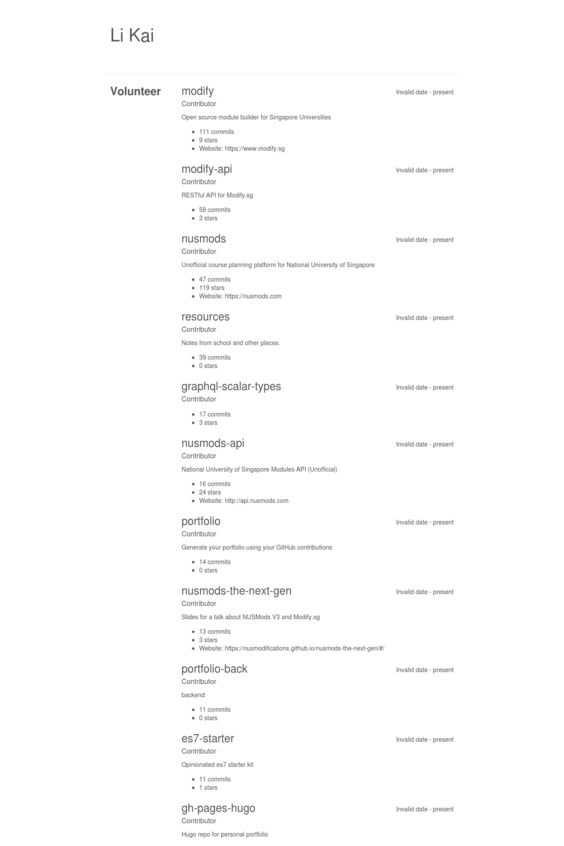 Li Kai
Volunteer
modify
Invalid date - present
Contributor
Open source module builder for Singapore Universities
111 commits
9 stars
Website: https://www.modify.sg
modify-api
Invalid date - present
Contributor
RESTful API for Modify.sg
59 commits
3 stars
nusmods
Invalid date - present
Contributor
Unofficial course planning platform for National University of Singapore
47 commits
119 stars
Website: https://nusmods.com
resources
Invalid date - present
Contributor
Notes from school and other places.
39 commits
0 stars
graphql-scalar-types
Invalid date - present
Contributor
17 commits
3 stars
nusmods-api
Invalid date - present
Contributor
National University of Singapore Modules API (Unofficial)
16 commits
24 stars
Website: http://api.nusmods.com
portfolio
Invalid date - present
Contributor
Generate your portfolio using your GitHub contributions
14 commits
0 stars
nusmods-the-next-gen
Invalid date - present
Contributor
Slides for a talk about NUSMods V3 and Modify.sg
13 commits
3 stars
Website: https://nusmodifications.github.io/nusmods-the-next-gen/#/
portfolio-back
Invalid date - present
Contributor
backend
11 commits
0 stars
es7-starter
Invalid date - present
Contributor
Opinionated es7 starter kit
11 commits
1 stars
gh-pages-hugo
Invalid date - present
Contributor
Hugo repo for personal portfolio